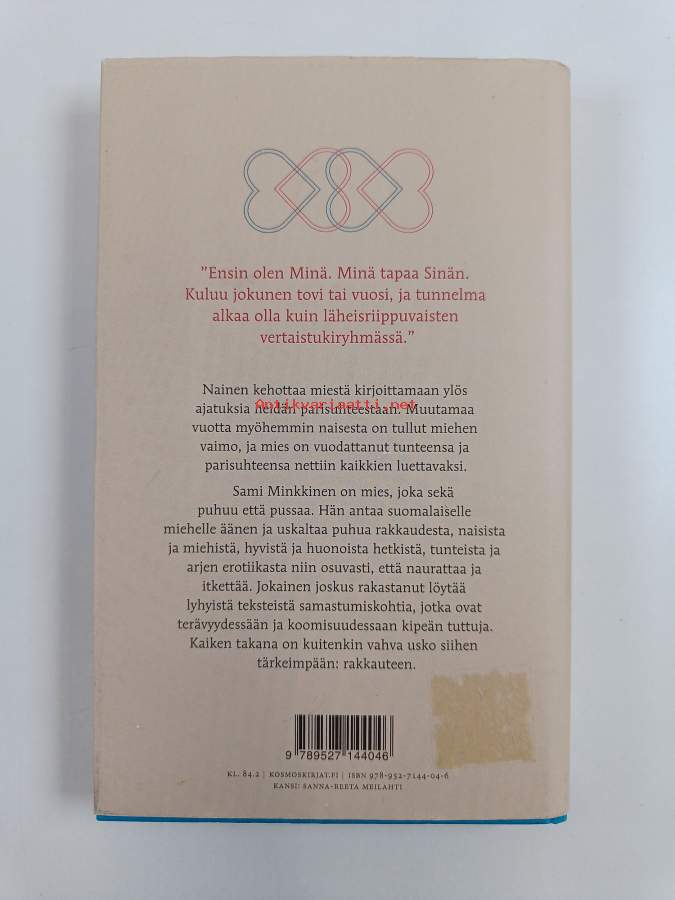 ”Ensin olen Minä. Minä tapaa Sinän.
Kuluu jokunen tovi tai vuosi, ja tunnelma
alkaa olla kuin läheisriippuvaisten
vertaistukiryhmässä.”
Nainen kehottaa miestä kirjoittamaan ylös
ajatuksia heidän parisuhteestaan. Muutamaa
Antikvariaatti.net
vuotta myöhemmin naisesta on tullut miehen
vaimo, ja mies on vuodattanut tunteensa ja
parisuhteensa nettiin kaikkien luettavaksi.
Sami Minkkinen on mies, joka sekä
puhuu että pussaa. Hän antaa suomalaiselle
miehelle äänen ja uskaltaa puhua rakkaudesta, naisista
ja miehistä, hyvistä ja huonoista hetkistä, tunteista ja
arjen erotiikasta niin osuvasti, että naurattaa ja
itkettää. Jokainen joskus rakastanut löytää
lyhyistä teksteistä samastumiskohtia, jotka ovat
terävyydessään ja koomisuudessaan kipeän tuttuja.
Kaiken takana on kuitenkin vahva usko siihen
tärkeimpään: rakkauteen.
9 789527 144046
KL. 84.2 | KOSMOSKIRJAT.FI | ISBN 978-952-7144-04-6
KANSI: SANNA-REETA MEILAHTI